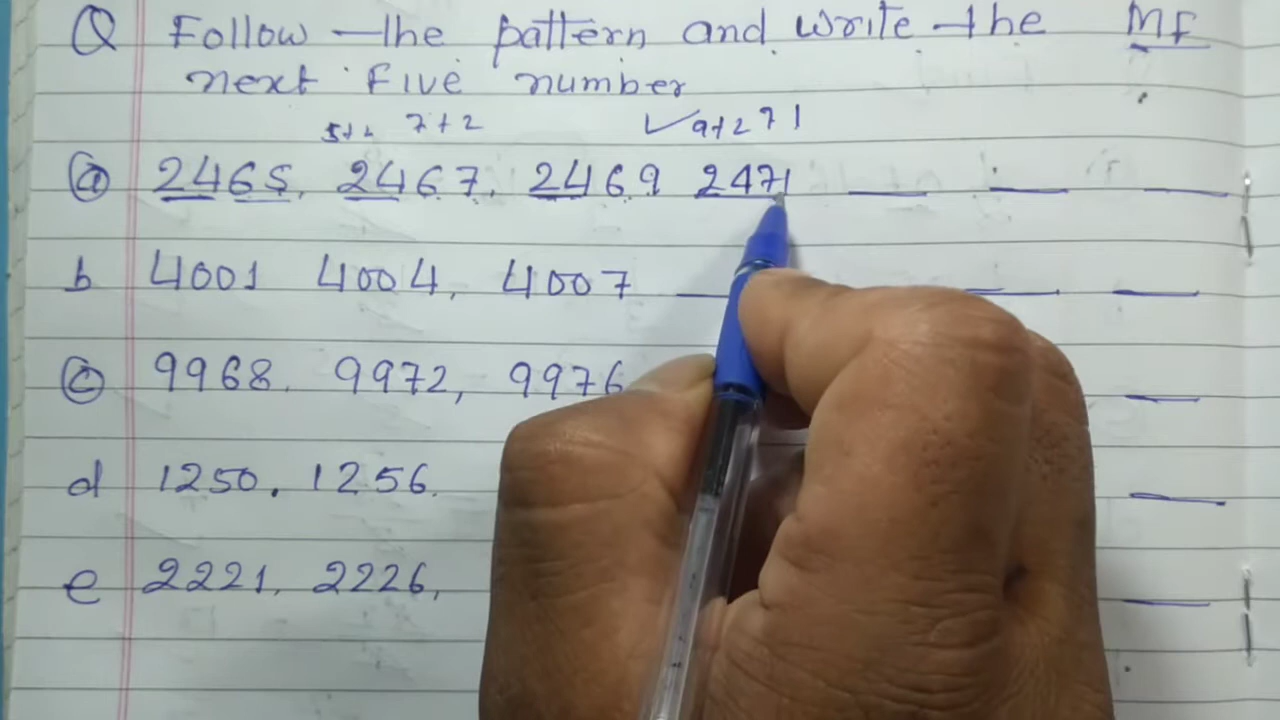 Q Follow the pattern and write the MF
next Five number
5+2 7+2 ✓ 9+2 71
(a) 2465, 2467, 2469 2471
b 4001 4004, 4007
(c) 9968, 9972, 9976
d 1250, 1256.
e 2221, 2226,